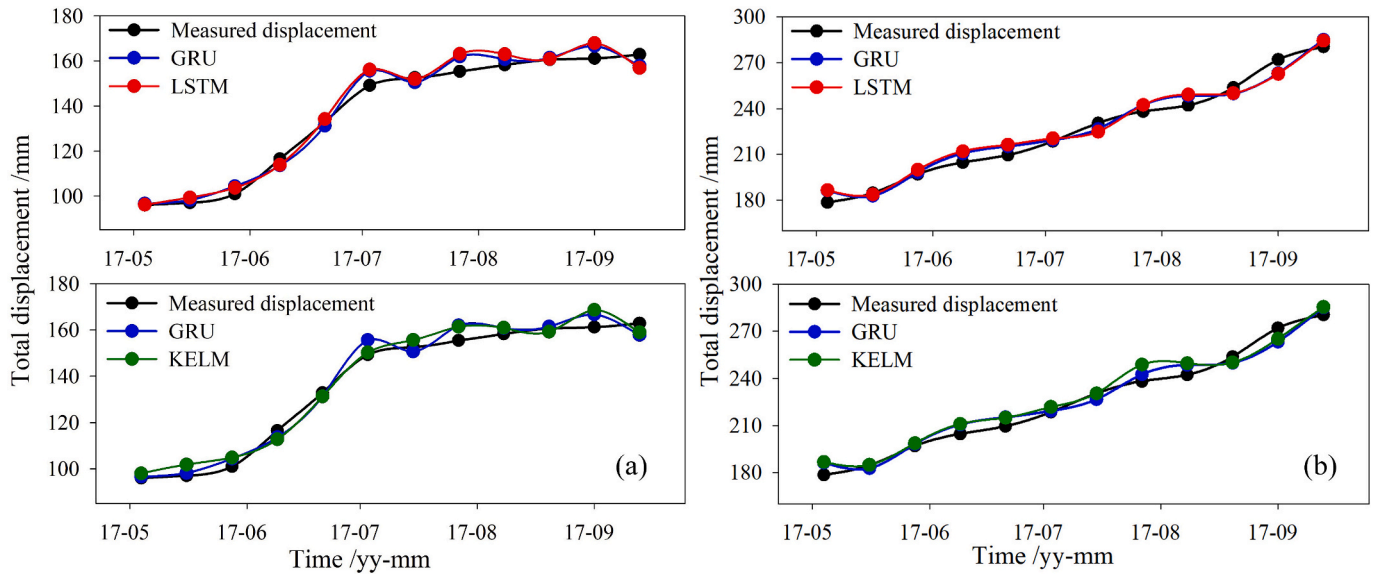 180
160
140
120
100
Measured displacement
GRU
LSTM
17-05 17-06 17-07 17-08 17-09
300
270
240
210
180
150
Measured displacement
GRU
LSTM
17-05 17-06 17-07 17-08 17-09
Total displacement /mm
Total displacement /mm
180
160
140
120
100
Measured displacement
GRU
KELM
(a)
17-05 17-06 17-07 17-08 17-09
Time /yy-mm
300
270
240
210
180
150
Measured displacement
GRU
KELM
(b)
17-05 17-06 17-07 17-08 17-09
Time /yy-mm